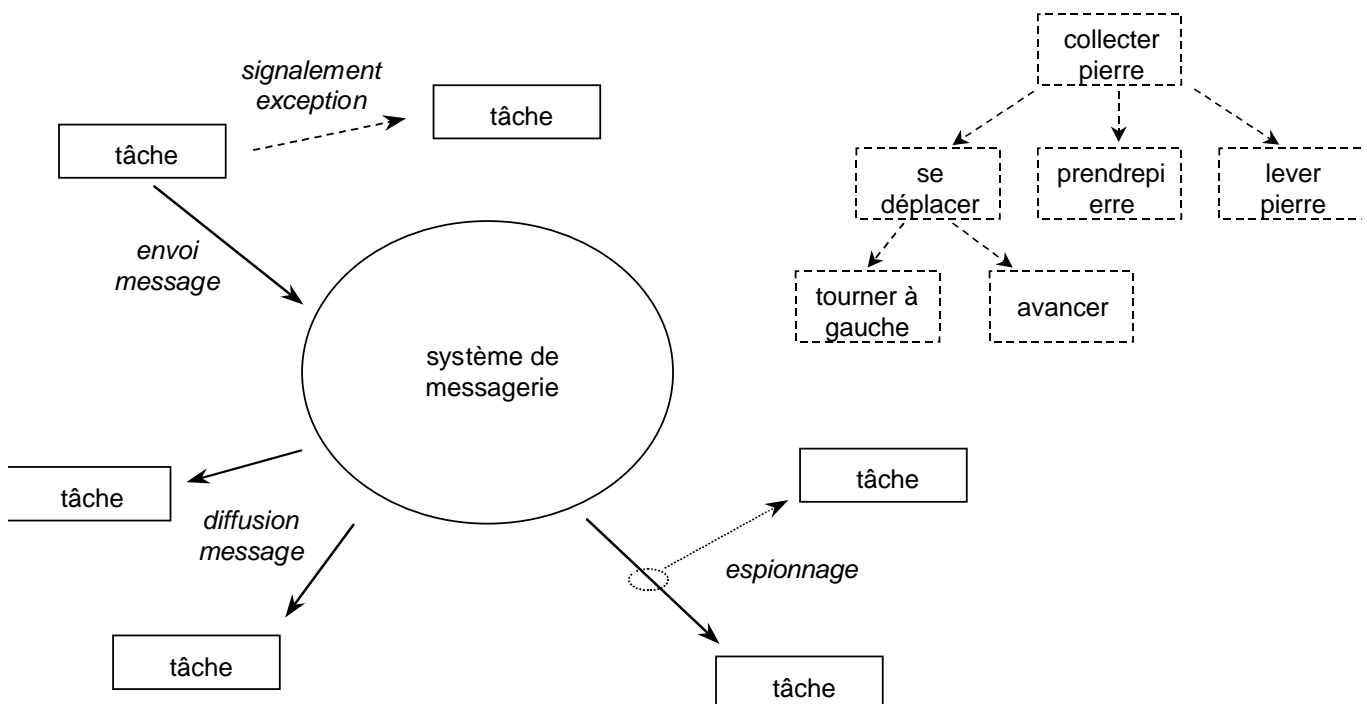 signalement
exception
tâche
tâche
envoi
message
système de
messagerie
tâche
diffusion
message
tâche
tâche
espionnage
tâche
collecter
pierre
se
déplacer
prendrepi
erre
lever
pierre
tourner à
gauche
avancer